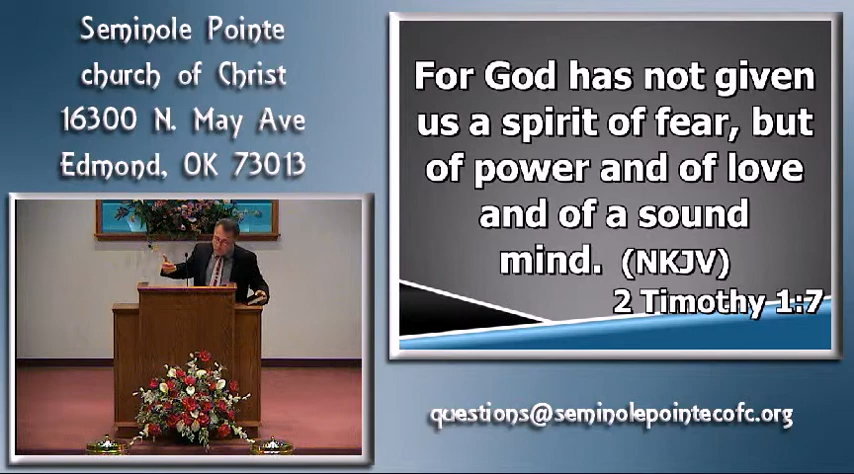 Seminole Pointe
church of Christ
16300 N. May Ave
Edmond, OK 73013
For God has not given
us a spirit of fear, but
of power and of love
and of a sound
mind. (NKJV)
2 Timothy 1:7
questions@seminolepointecofc.org